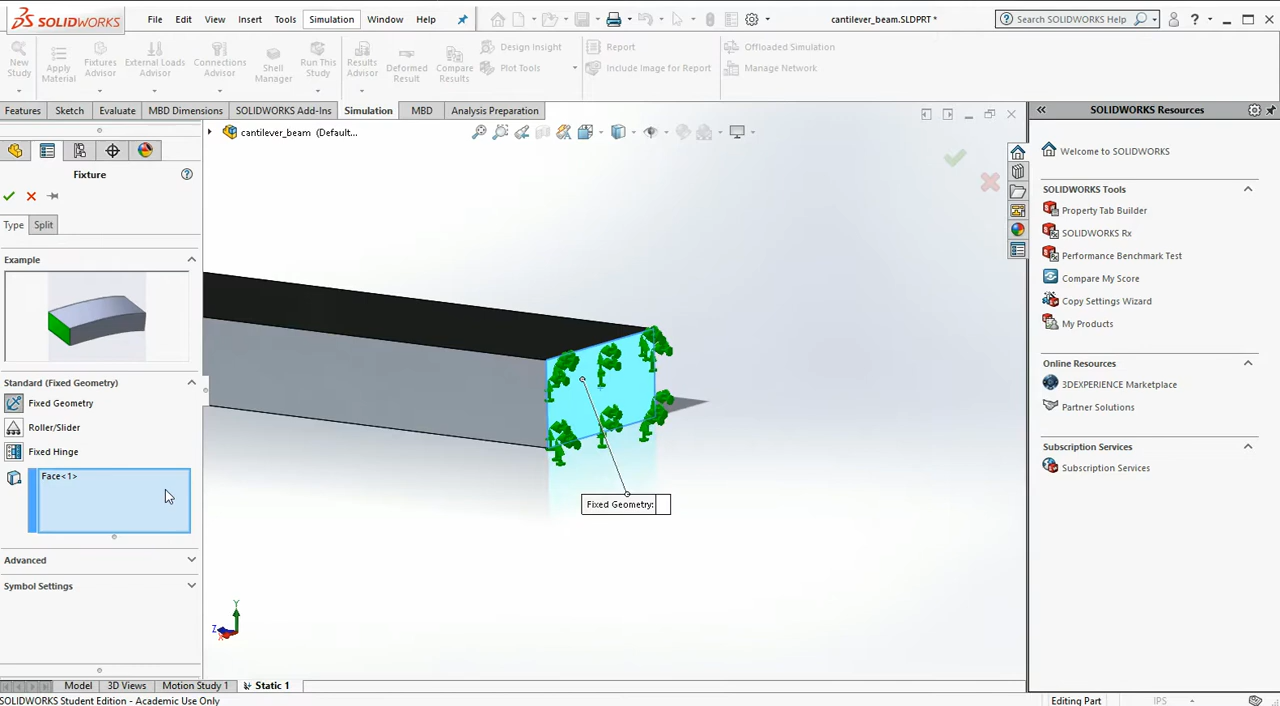 SOLIDWORKS File Edit View Insert Tools Simulation Window Help cantilever_beam.SLDPRT * Search SOLIDWORKS Help
New Study
Apply Material
Fixtures Advisor
External Loads Advisor
Connections Advisor
Shell Manager
Run This Study
Results Advisor
Deformed Result
Compare Results
Design Insight
Plot Tools
Report
Include Image for Report
Offloaded Simulation
Manage Network
Features Sketch Evaluate MBD Dimensions SOLIDWORKS Add-Ins Simulation MBD Analysis Preparation
cantilever_beam (Default...
Fixture
Type Split
Example
Standard (Fixed Geometry)
Fixed Geometry
Roller/Slider
Fixed Hinge
Face<1>
Advanced
Symbol Settings
Fixed Geometry:
Y
Z
X
SOLIDWORKS Resources
Welcome to SOLIDWORKS
SOLIDWORKS Tools
Property Tab Builder
SOLIDWORKS Rx
Performance Benchmark Test
Compare My Score
Copy Settings Wizard
My Products
Online Resources
3DEXPERIENCE Marketplace
Partner Solutions
Subscription Services
Subscription Services
Model 3D Views Motion Study 1 Static 1
SOLIDWORKS Student Edition - Academic Use Only Editing Part IPS